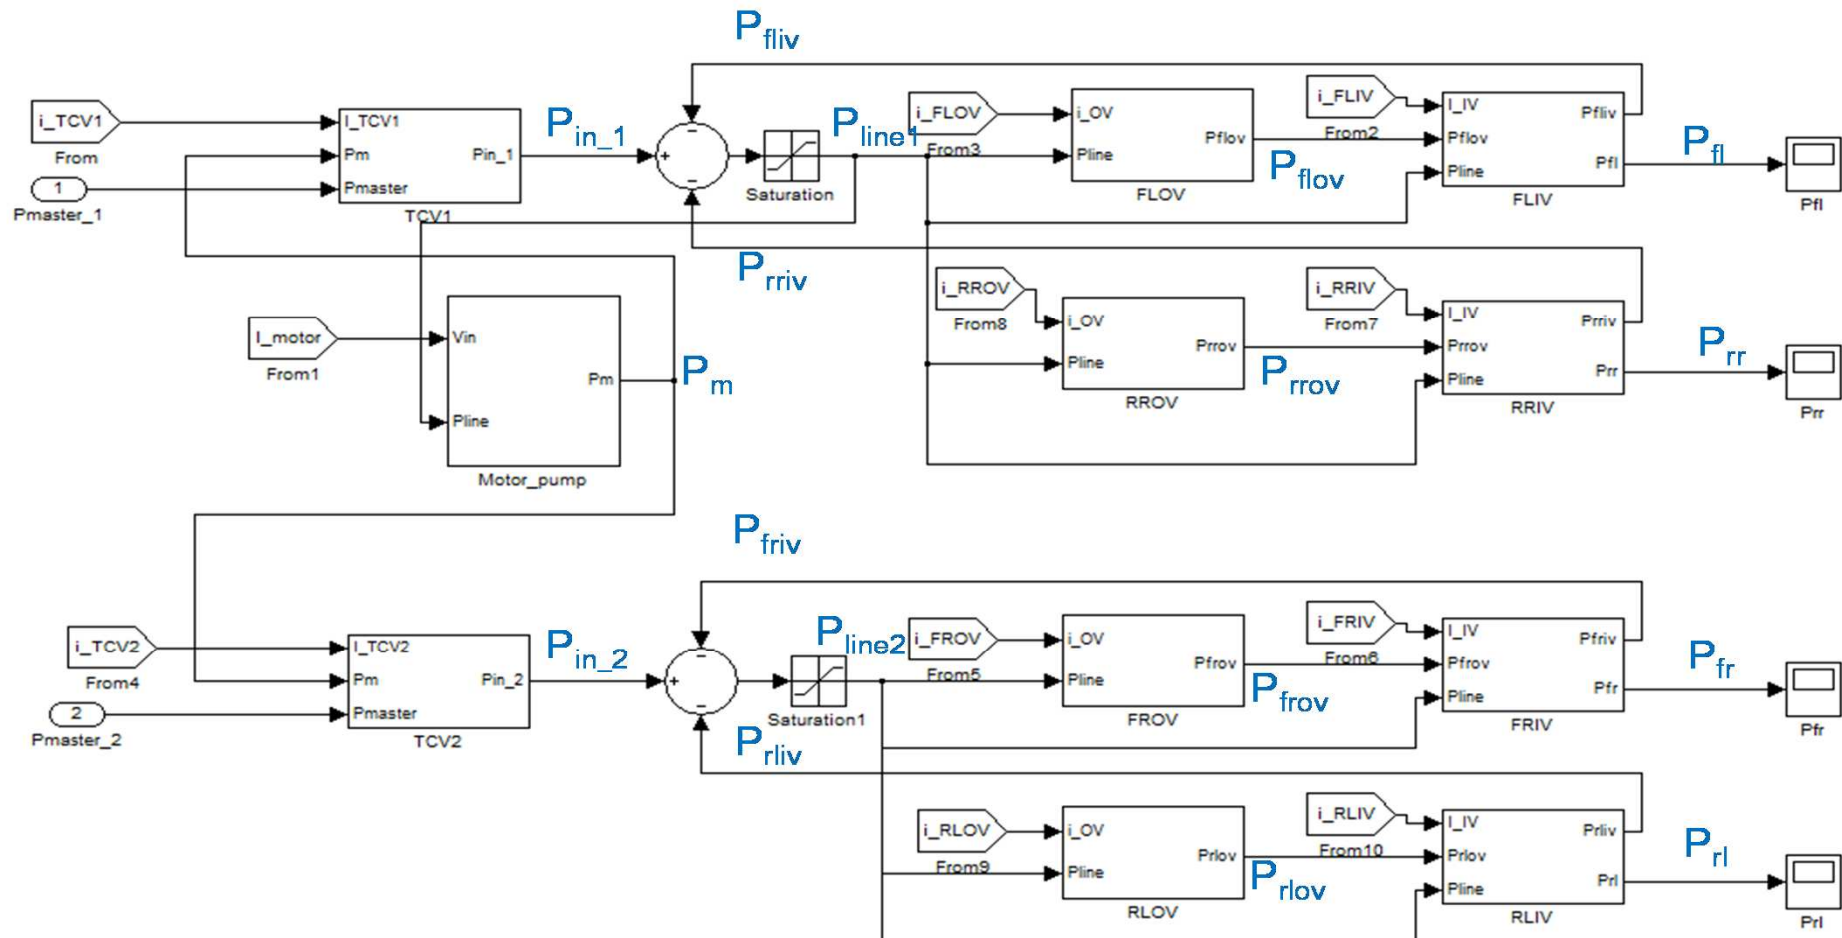 P_fliv
i_TCV1
From
I_TCV1
Pm
Pmaster
Pin_1
TCV1
1
Pmaster_1
P_in_1
−
+
−
Saturation
P_line1
i_FLOV
From3
i_OV
Pline
Pflov
FLOV
P_flov
i_FLIV
From2
I_IV
Pflov
Pline
Pfliv
Pfl
FLIV
P_fl
Pfl
P_rriv
I_motor
From1
Vin
Pline
Pm
Motor_pump
P_m
i_RROV
From8
i_OV
Pline
Prrov
RROV
P_rrov
i_RRIV
From7
I_IV
Prrov
Pline
Prriv
Prr
RRIV
P_rr
Prr
P_friv
i_TCV2
From4
I_TCV2
Pm
Pmaster
Pin_2
TCV2
2
Pmaster_2
P_in_2
−
+
−
Saturation1
P_line2
i_FROV
From5
i_OV
Pline
Pfrov
FROV
P_frov
i_FRIV
From6
I_IV
Pfrov
Pline
Pfriv
Pfr
FRIV
P_fr
Pfr
P_rliv
i_RLOV
From9
i_OV
Pline
Prlov
RLOV
P_rlov
i_RLIV
From10
I_IV
Prlov
Pline
Prliv
Prl
RLIV
P_rl
Prl